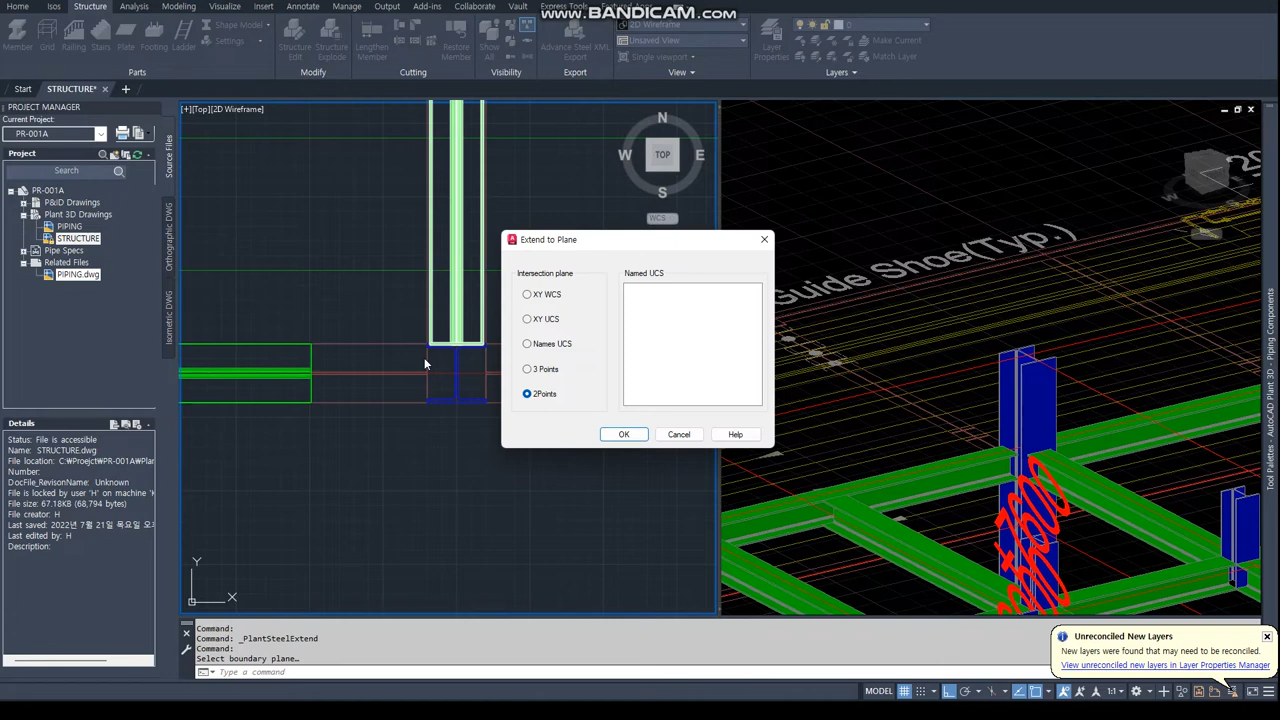 www.BANDICAM.com
Home Isos Structure Analysis Modeling Visualize Insert Annotate Manage Output Add-ins Collaborate Vault Express Tools Featured Apps
Member Grid Railing Stairs Plate Footing Ladder
Shape Model
Settings
Structure Edit
Structure Explode
Lengthen Member
Restore Member
Show All
Advance Steel XML
2D Wireframe
Unsaved View
Single viewport
Layer Properties
0
Make Current
Match Layer
Parts Modify Cutting Visibility Export View Layers
Start STRUCTURE*
PROJECT MANAGER
Current Project:
PR-001A
Project
Search
PR-001A
P&ID Drawings
Plant 3D Drawings
PIPING
STRUCTURE
Pipe Specs
Related Files
PIPING.dwg
Source Files
Orthographic DWG
Isometric DWG
Details
Status: File is accessible
Name: STRUCTURE.dwg
File location: C:₩Proejct₩PR-001A₩Plar
Number:
DocFile_RevisonName: Unknown
File is locked by user 'H' on machine '
File size: 67.18KB (68,794 bytes)
File creator: H
Last saved: 2022년 7월 21일 목요일 오
Last edited by: H
Description:
[+][Top][2D Wireframe]
N
W TOP E
S
WCS
Y
X
Extend to Plane
Intersection plane
XY WCS
XY UCS
Names UCS
3 Points
2Points
Named UCS
OK Cancel Help
Guide Shoe(Typ.)
Command:
Command: _PlantSteelExtend
Command:
Select boundary plane…
Type a command
Tool Palettes - AutoCAD Plant 3D - Piping Components
Unreconciled New Layers
New layers were found that may need to be reconciled.
View unreconciled new layers in Layer Properties Manager
MODEL
1:1